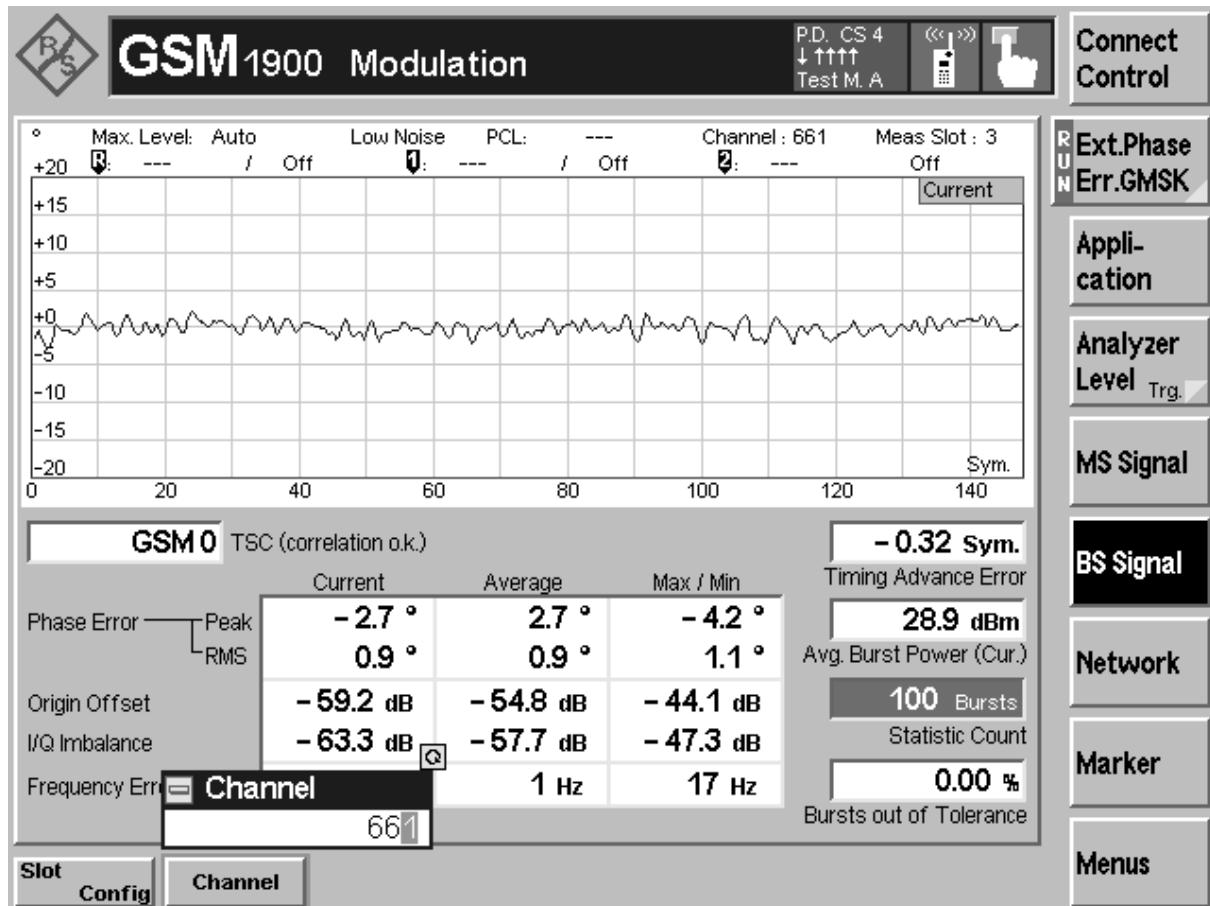 R/S GSM 1900 Modulation
P.D. CS 4
↓ ↑↑↑↑
Test M. A
Connect
Control
° Max. Level: Auto Low Noise PCL: --- Channel : 661 Meas Slot : 3
R: --- / Off 1: --- / Off 2: --- Off
Current
+20
+15
+10
+5
+0
-5
-10
-15
-20
Sym.
0 20 40 60 80 100 120 140
RUN
Ext.Phase
Err.GMSK
Appli-
cation
Analyzer
Level Trg.
MS Signal
BS Signal
Network
Marker
Menus
GSM 0 TSC (correlation o.k.)
Current Average Max / Min
Phase Error Peak - 2.7 ° 2.7 ° - 4.2 °
RMS 0.9 ° 0.9 ° 1.1 °
Origin Offset - 59.2 dB - 54.8 dB - 44.1 dB
I/Q Imbalance - 63.3 dB - 57.7 dB - 47.3 dB
Frequency Err 1 Hz 17 Hz
- 0.32 Sym.
Timing Advance Error
28.9 dBm
Avg. Burst Power (Cur.)
100 Bursts
Statistic Count
0.00 %
Bursts out of Tolerance
Channel
661
Slot
Config
Channel